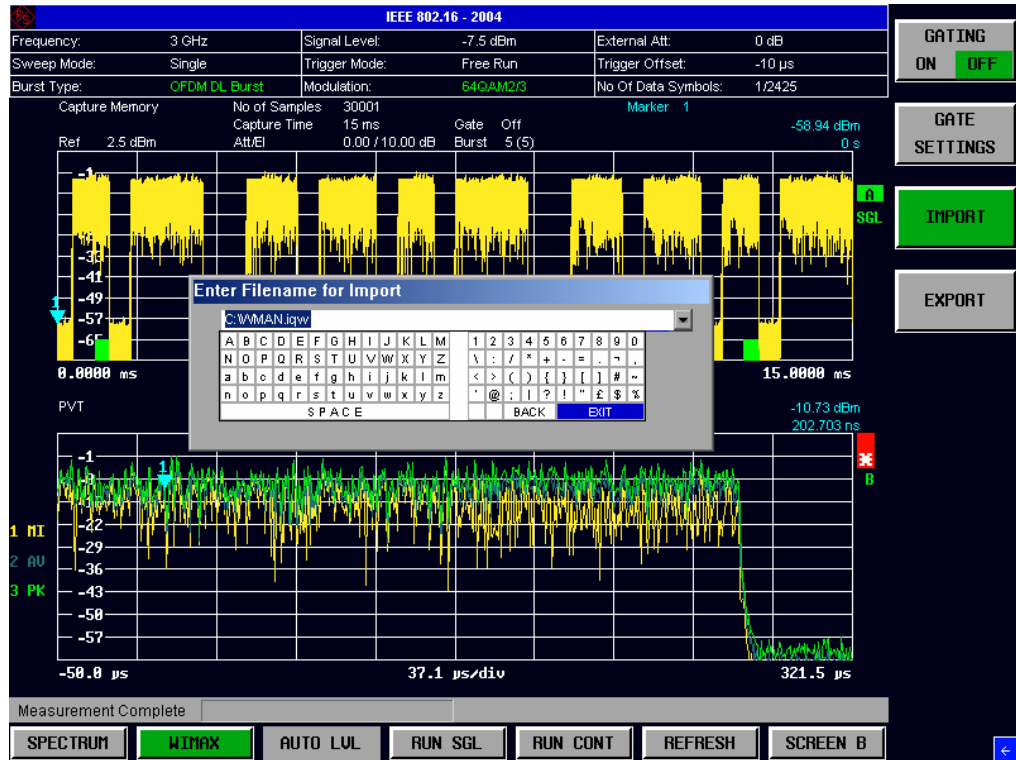 IEEE 802.16 - 2004
Frequency: 3 GHz Signal Level: -7.5 dBm External Att: 0 dB
Sweep Mode: Single Trigger Mode: Free Run Trigger Offset: -10 µs
Burst Type: OFDM DL Burst Modulation: 64QAM2/3 No Of Data Symbols: 1/2425
Capture Memory No of Samples 30001 Marker 1
Capture Time 15 ms Gate Off -58.94 dBm
Ref 2.5 dBm Att/El 0.00 / 10.00 dB Burst 5 (5) 0 s
-1
A
SGL
-41
1 -49
-57
0.0000 ms 15.0000 ms
Enter Filename for Import
C:\WMAN.iqw
A B C D E F G H I J K L M 1 2 3 4 5 6 7 8 9 0
N O P Q R S T U V W X Y Z \ : / * + - = . ¬ ,
a b c d e f g h i j k l m < > ( ) { } [ ] # ~
n o p q r s t u v w x y z ' @ ; | ? ! " £ $ %
SPACE BACK EXIT
PVT -10.73 dBm
202.703 ns
-1
1
B
1 MI -22
-29
2 AV -36
3 PK -43
-50
-57
-50.0 µs 37.1 µs/div 321.5 µs
Measurement Complete
SPECTRUM WIMAX AUTO LVL RUN SGL RUN CONT REFRESH SCREEN B
GATING
ON OFF
GATE
SETTINGS
IMPORT
EXPORT